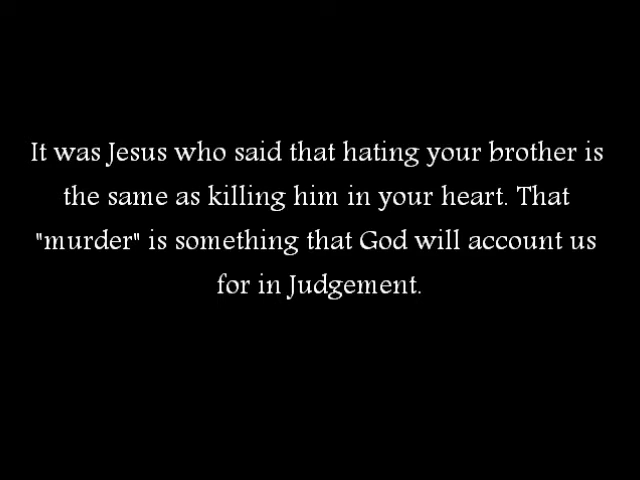 It was Jesus who said that hating your brother is
the same as killing him in your heart. That
"murder" is something that God will account us
for in Judgement.